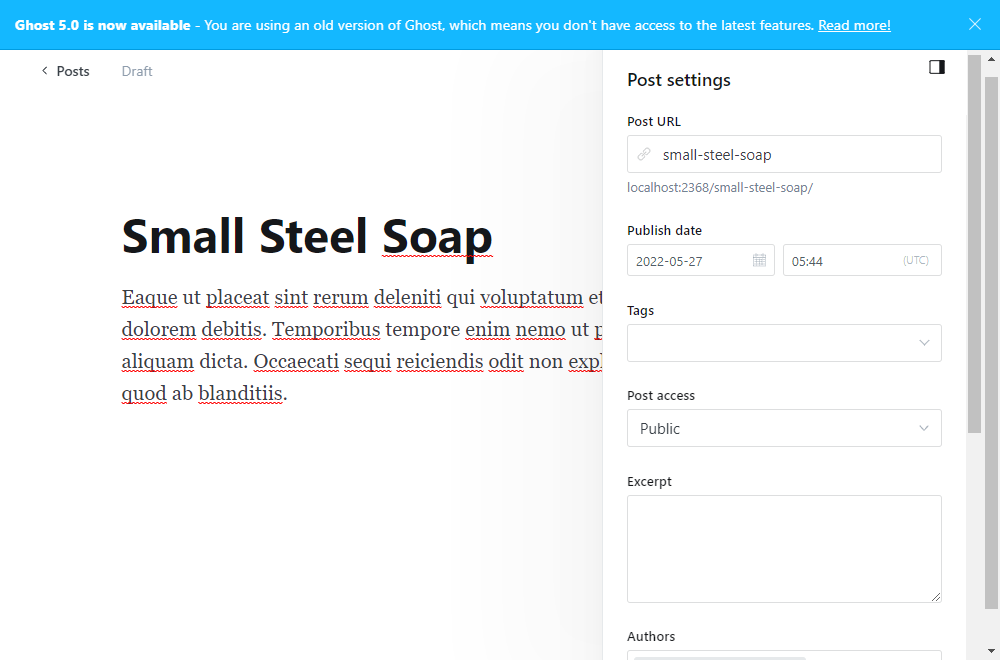 Ghost 5.0 is now available - You are using an old version of Ghost, which means you don't have access to the latest features. Read more!
Posts Draft
Post settings
Post URL
small-steel-soap
localhost:2368/small-steel-soap/
Publish date
2022-05-27 05:44 (UTC)
Tags
Post access
Public
Excerpt
Authors
Small Steel Soap
Eaque ut placeat sint rerum deleniti qui voluptatum et
dolorem debitis. Temporibus tempore enim nemo ut
aliquam dicta. Occaecati sequi reiciendis odit non
quod ab blanditiis.